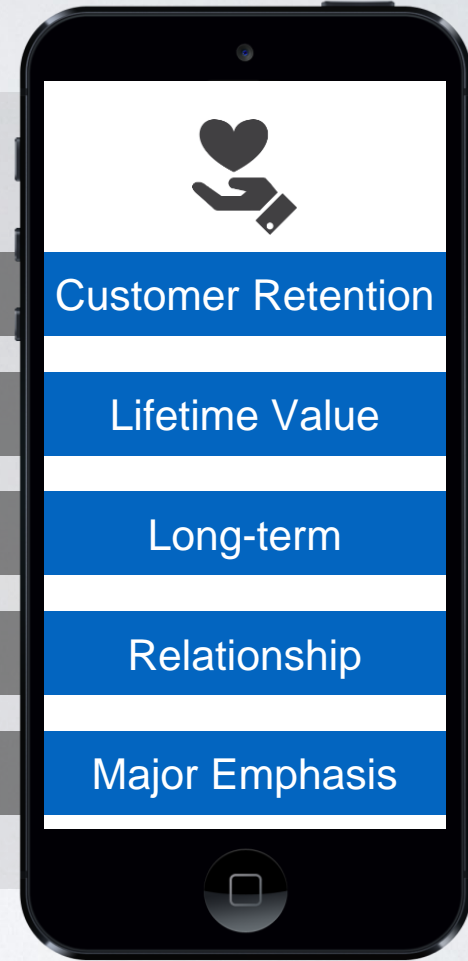 Customer Retention
Lifetime Value
Long-term
Relationship
Major Emphasis